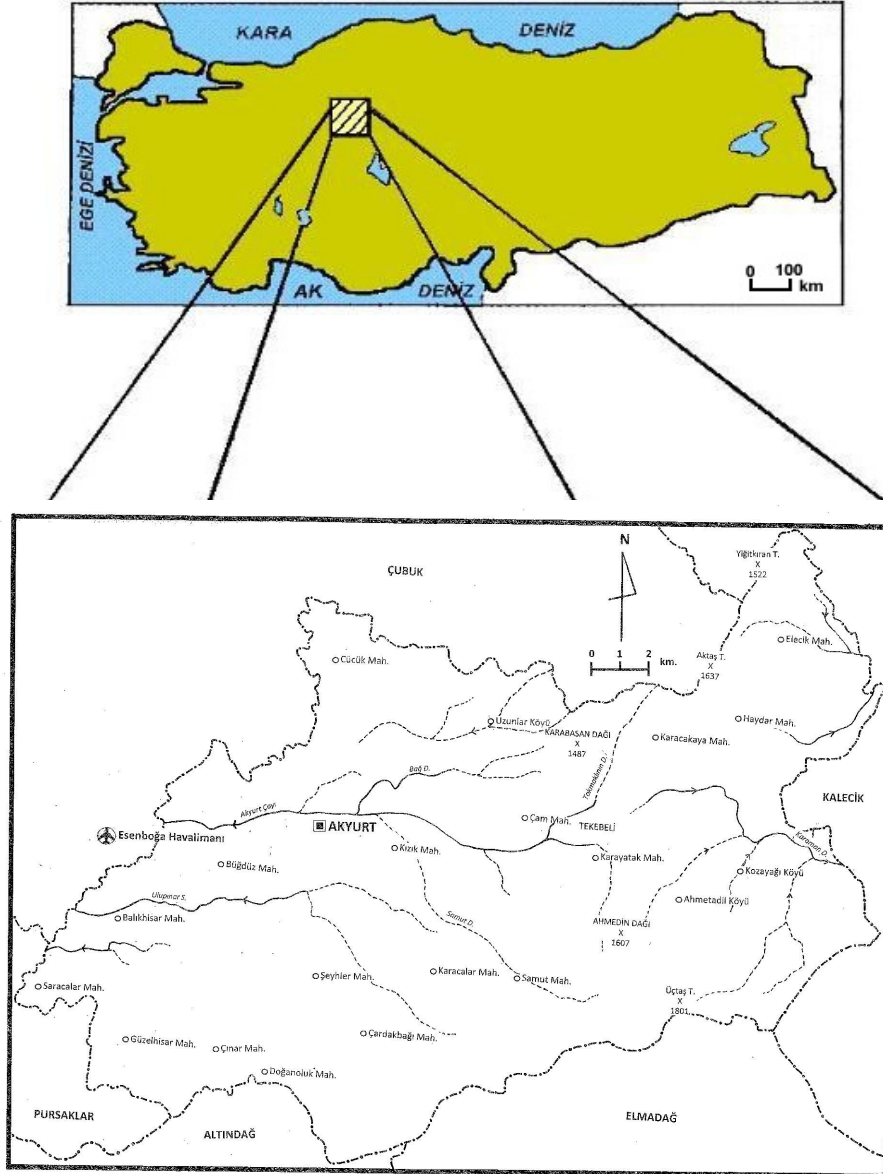 KARA DENİZ
EGE DENİZİ
AK DENİZ
0 100
km
N
Yiğitkıran T.
X
1522
ÇUBUK
Elecik Mah.
Cücük Mah.
0 1 2
km.
Aktaş T.
X
1637
Uzunlar Köyü
Haydar Mah.
KARABASAN DAĞI
X
1487
Karacakaya Mah.
Bağ D.
Tokmaklının D.
KALECİK
Akyurt Çayı
Esenboğa Havalimanı
AKYURT
Çam Mah.
TEKEBELİ
Karaman D.
Kızık Mah.
Karayatak Mah.
Büğdüz Mah.
Kozayağı Köyü
Ulupınar S.
Ahmetadil Köyü
Balıkhisar Mah.
Samut D.
AHMEDİN DAĞI
X
1607
Saracalar Mah.
Şeyhler Mah.
Karacalar Mah.
Samut Mah.
Üçtaş T.
X
1801
Güzelhisar Mah.
Çınar Mah.
Çardakbağı Mah.
Doğanoluk Mah.
PURSAKLAR
ALTINDAĞ
ELMADAĞ